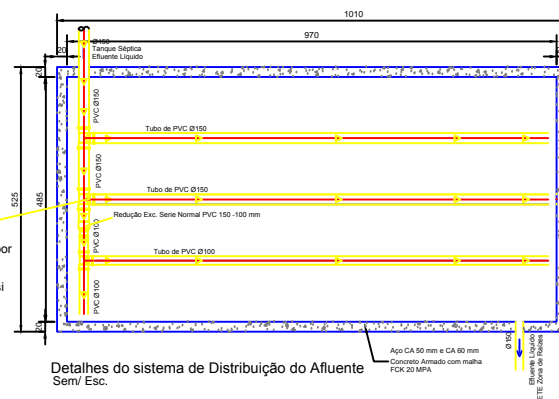 1010
970
Ø150
Tanque Séptica
Efluente Líquido
20
20
20
525
485
20
PVC Ø150
Tubo de PVC Ø150
PVC Ø150
Tubo de PVC Ø150
Redução Exc. Serie Normal PVC 150 -100 mm
PVC Ø100
Tubo de PVC Ø100
PVC Ø100
por
si
Ø150
Efluente Líquido
ETE Zona de Raízes
Aço CA 50 mm e CA 60 mm
Concreto Armado com malha
FCK 20 MPA
Detalhes do sistema de Distribuição do Afluente
Sem/ Esc.